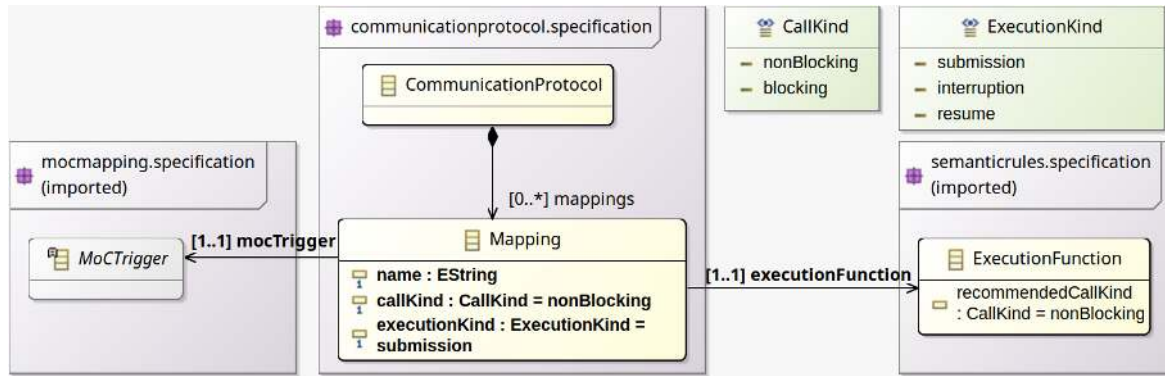 communicationprotocol.specification
CommunicationProtocol
[0..*] mappings
CallKind
nonBlocking
blocking
ExecutionKind
submission
interruption
resume
mocmapping.specification
(imported)
MoCTrigger
[1..1] mocTrigger
Mapping
name : EString
callKind : CallKind = nonBlocking
executionKind : ExecutionKind =
submission
[1..1] executionFunction
semanticrules.specification
(imported)
ExecutionFunction
recommendedCallKind
: CallKind = nonBlocking